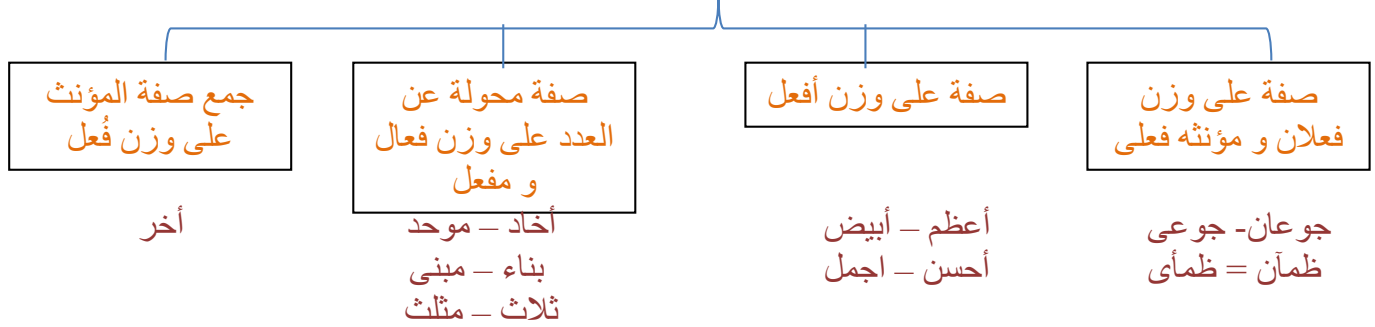 صفة على وزن
فعلان و مؤنثه فعلى
جوعان- جوعى
ظمآن = ظمأى
صفة على وزن أفعل
أعظم – أبيض
أحسن – اجمل
صفة محولة عن
العدد على وزن فعال
و مفعل
أخاد – موحد
بناء – مبنى
ثلاث – مثلث
جمع صفة المؤنث
على وزن فُعل
أخر